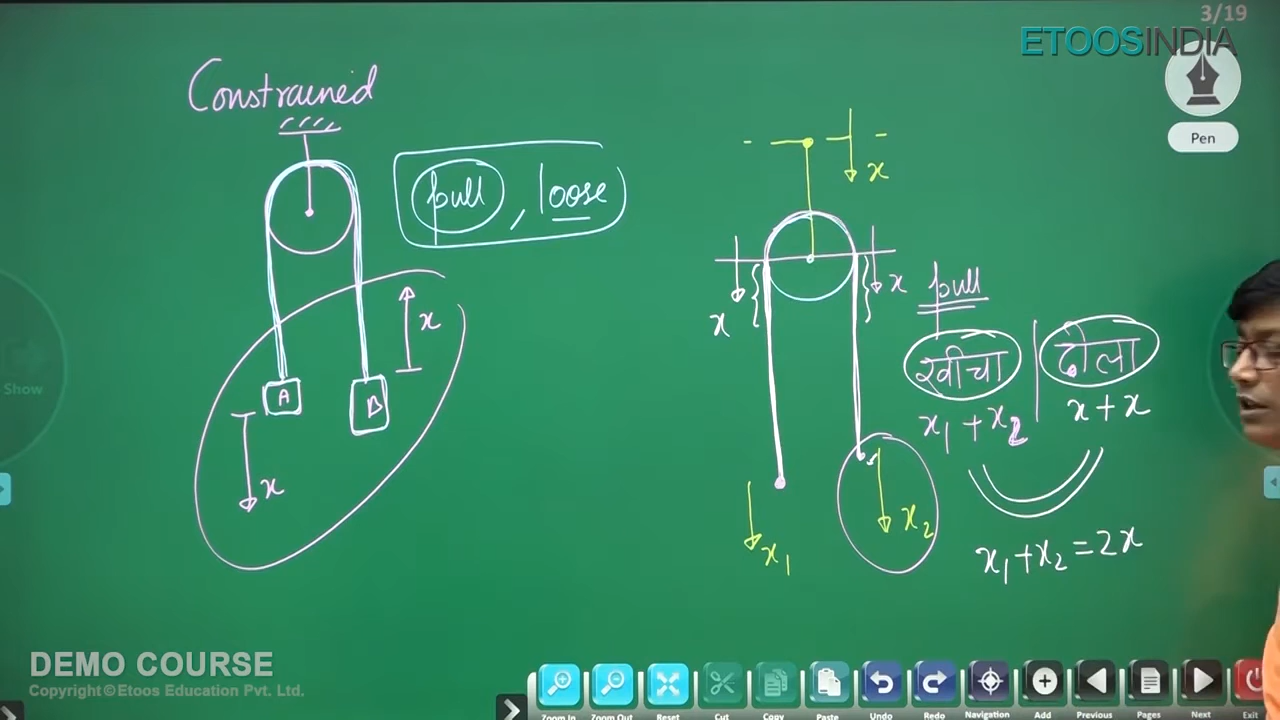 3/19
ETOOSINDIA
Pen
Constrained
pull, loose
x
A
B
x
x
x
x
x
x₁
x₂
pull
खींचा | ढीला
x₁ + x₂ | x + x
x₁ + x₂ = 2x
Show
DEMO COURSE
Copyright © Etoos Education Pvt. Ltd.
Zoom In Zoom Out Reset Cut Copy Paste Undo Redo Navigation Add Previous Pages Next Exit